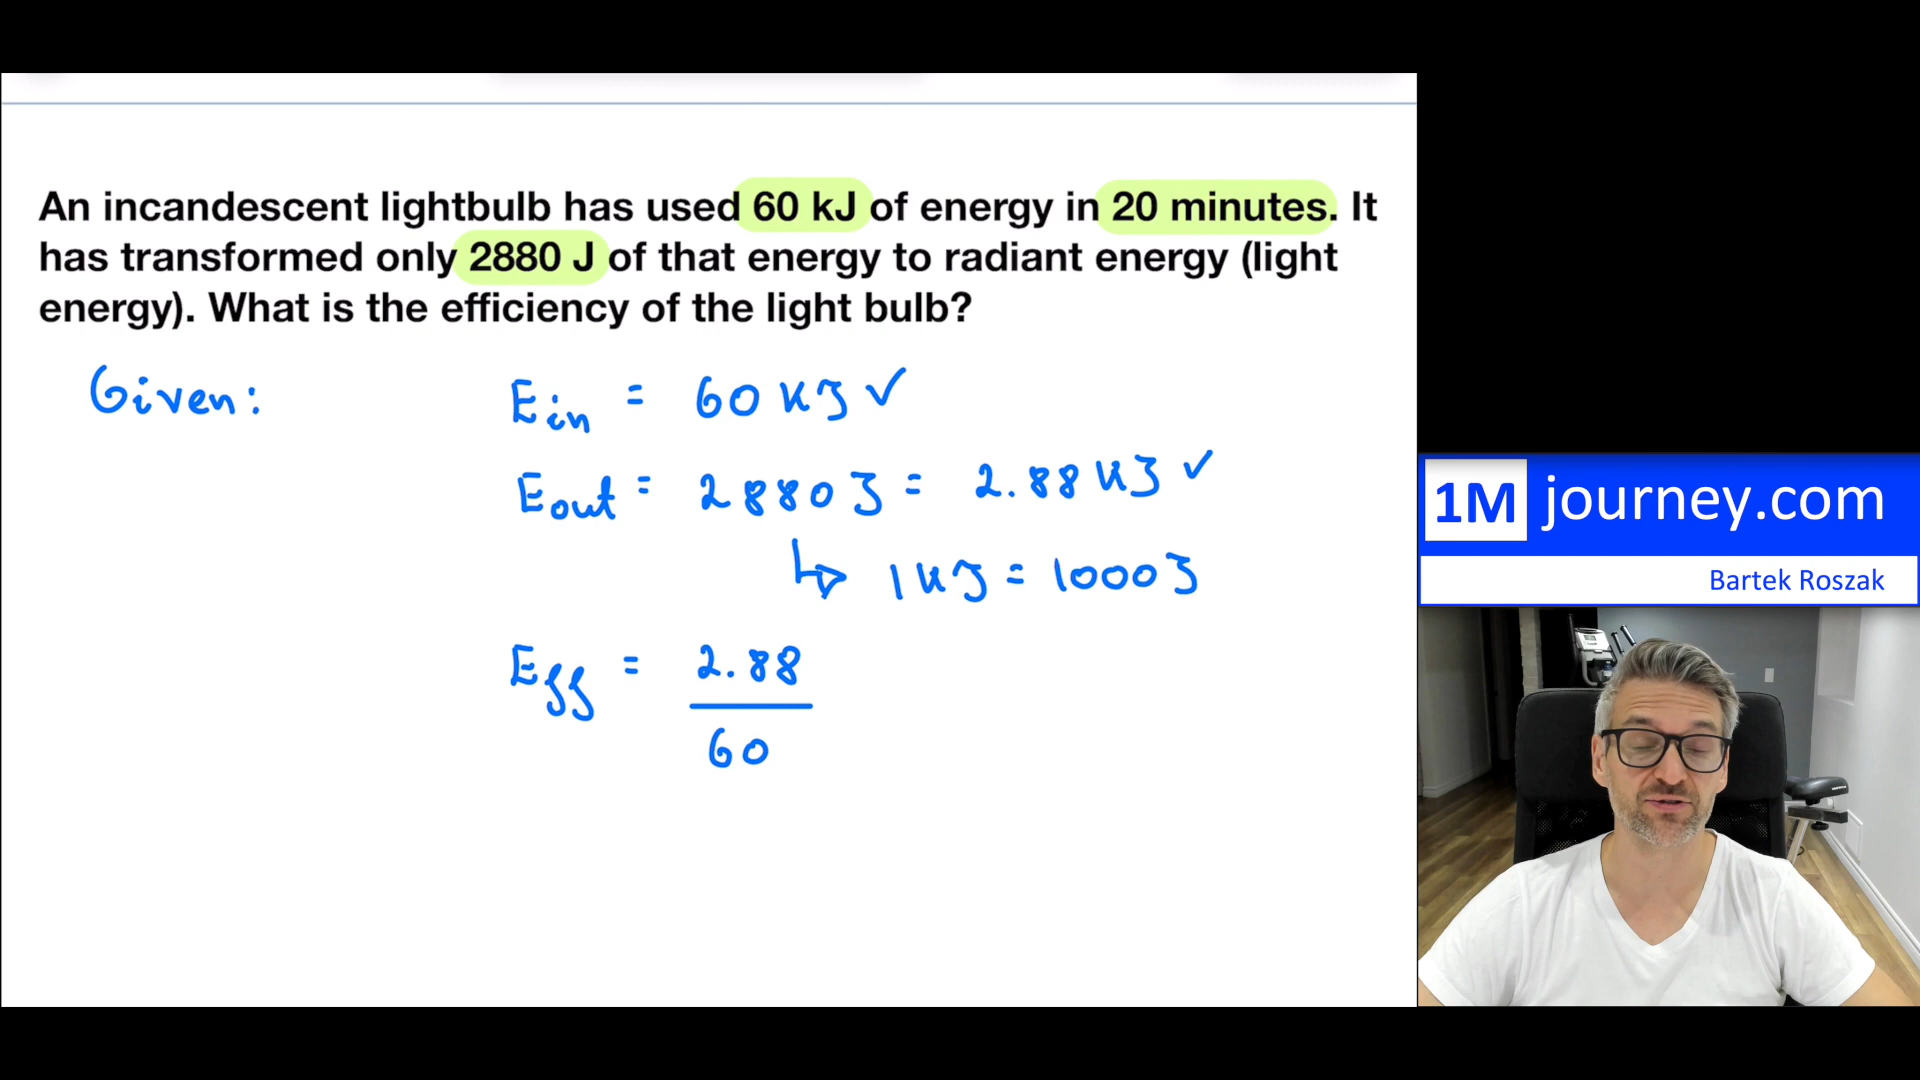 An incandescent lightbulb has used 60 kJ of energy in 20 minutes. It
has transformed only 2880 J of that energy to radiant energy (light
energy). What is the efficiency of the light bulb?
Given:
Ein = 60 kJ ✓
Eout = 2880 J = 2.88 kJ ✓
↳ 1 kJ = 1000 J
Eff = 2.88
60
1M journey.com
Bartek Roszak